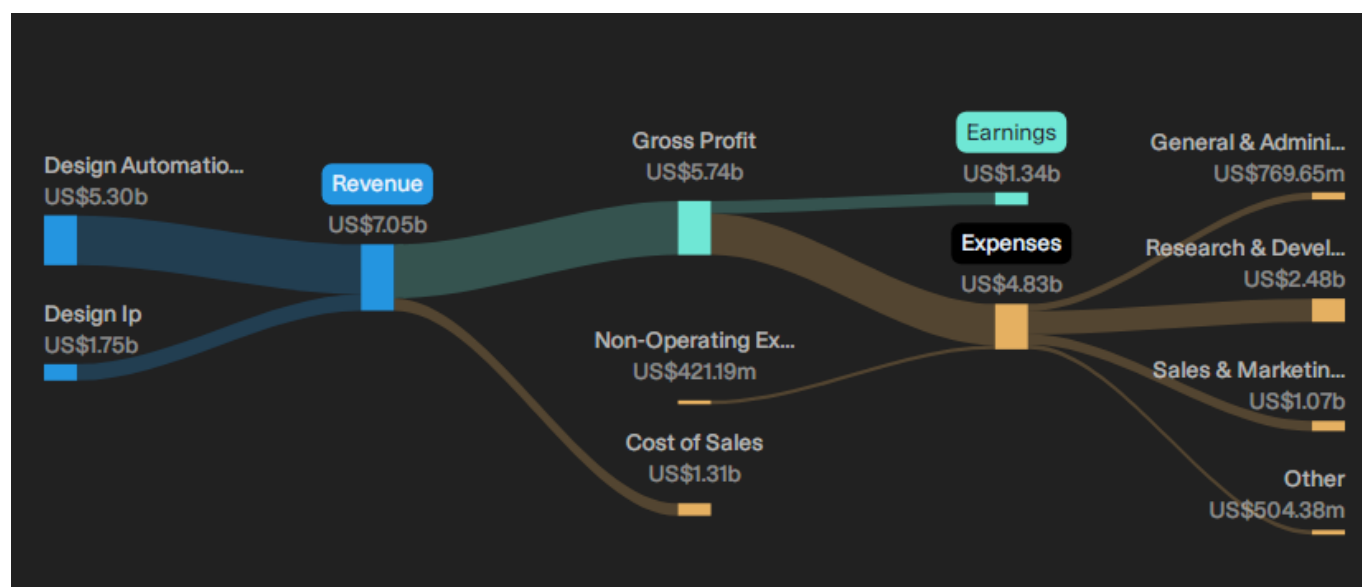 Design Automatio...
US$5.30b
Design Ip
US$1.75b
Revenue
US$7.05b
Gross Profit
US$5.74b
Non-Operating Ex...
US$421.19m
Cost of Sales
US$1.31b
Earnings
US$1.34b
Expenses
US$4.83b
General & Admini...
US$769.65m
Research & Devel...
US$2.48b
Sales & Marketin...
US$1.07b
Other
US$504.38m